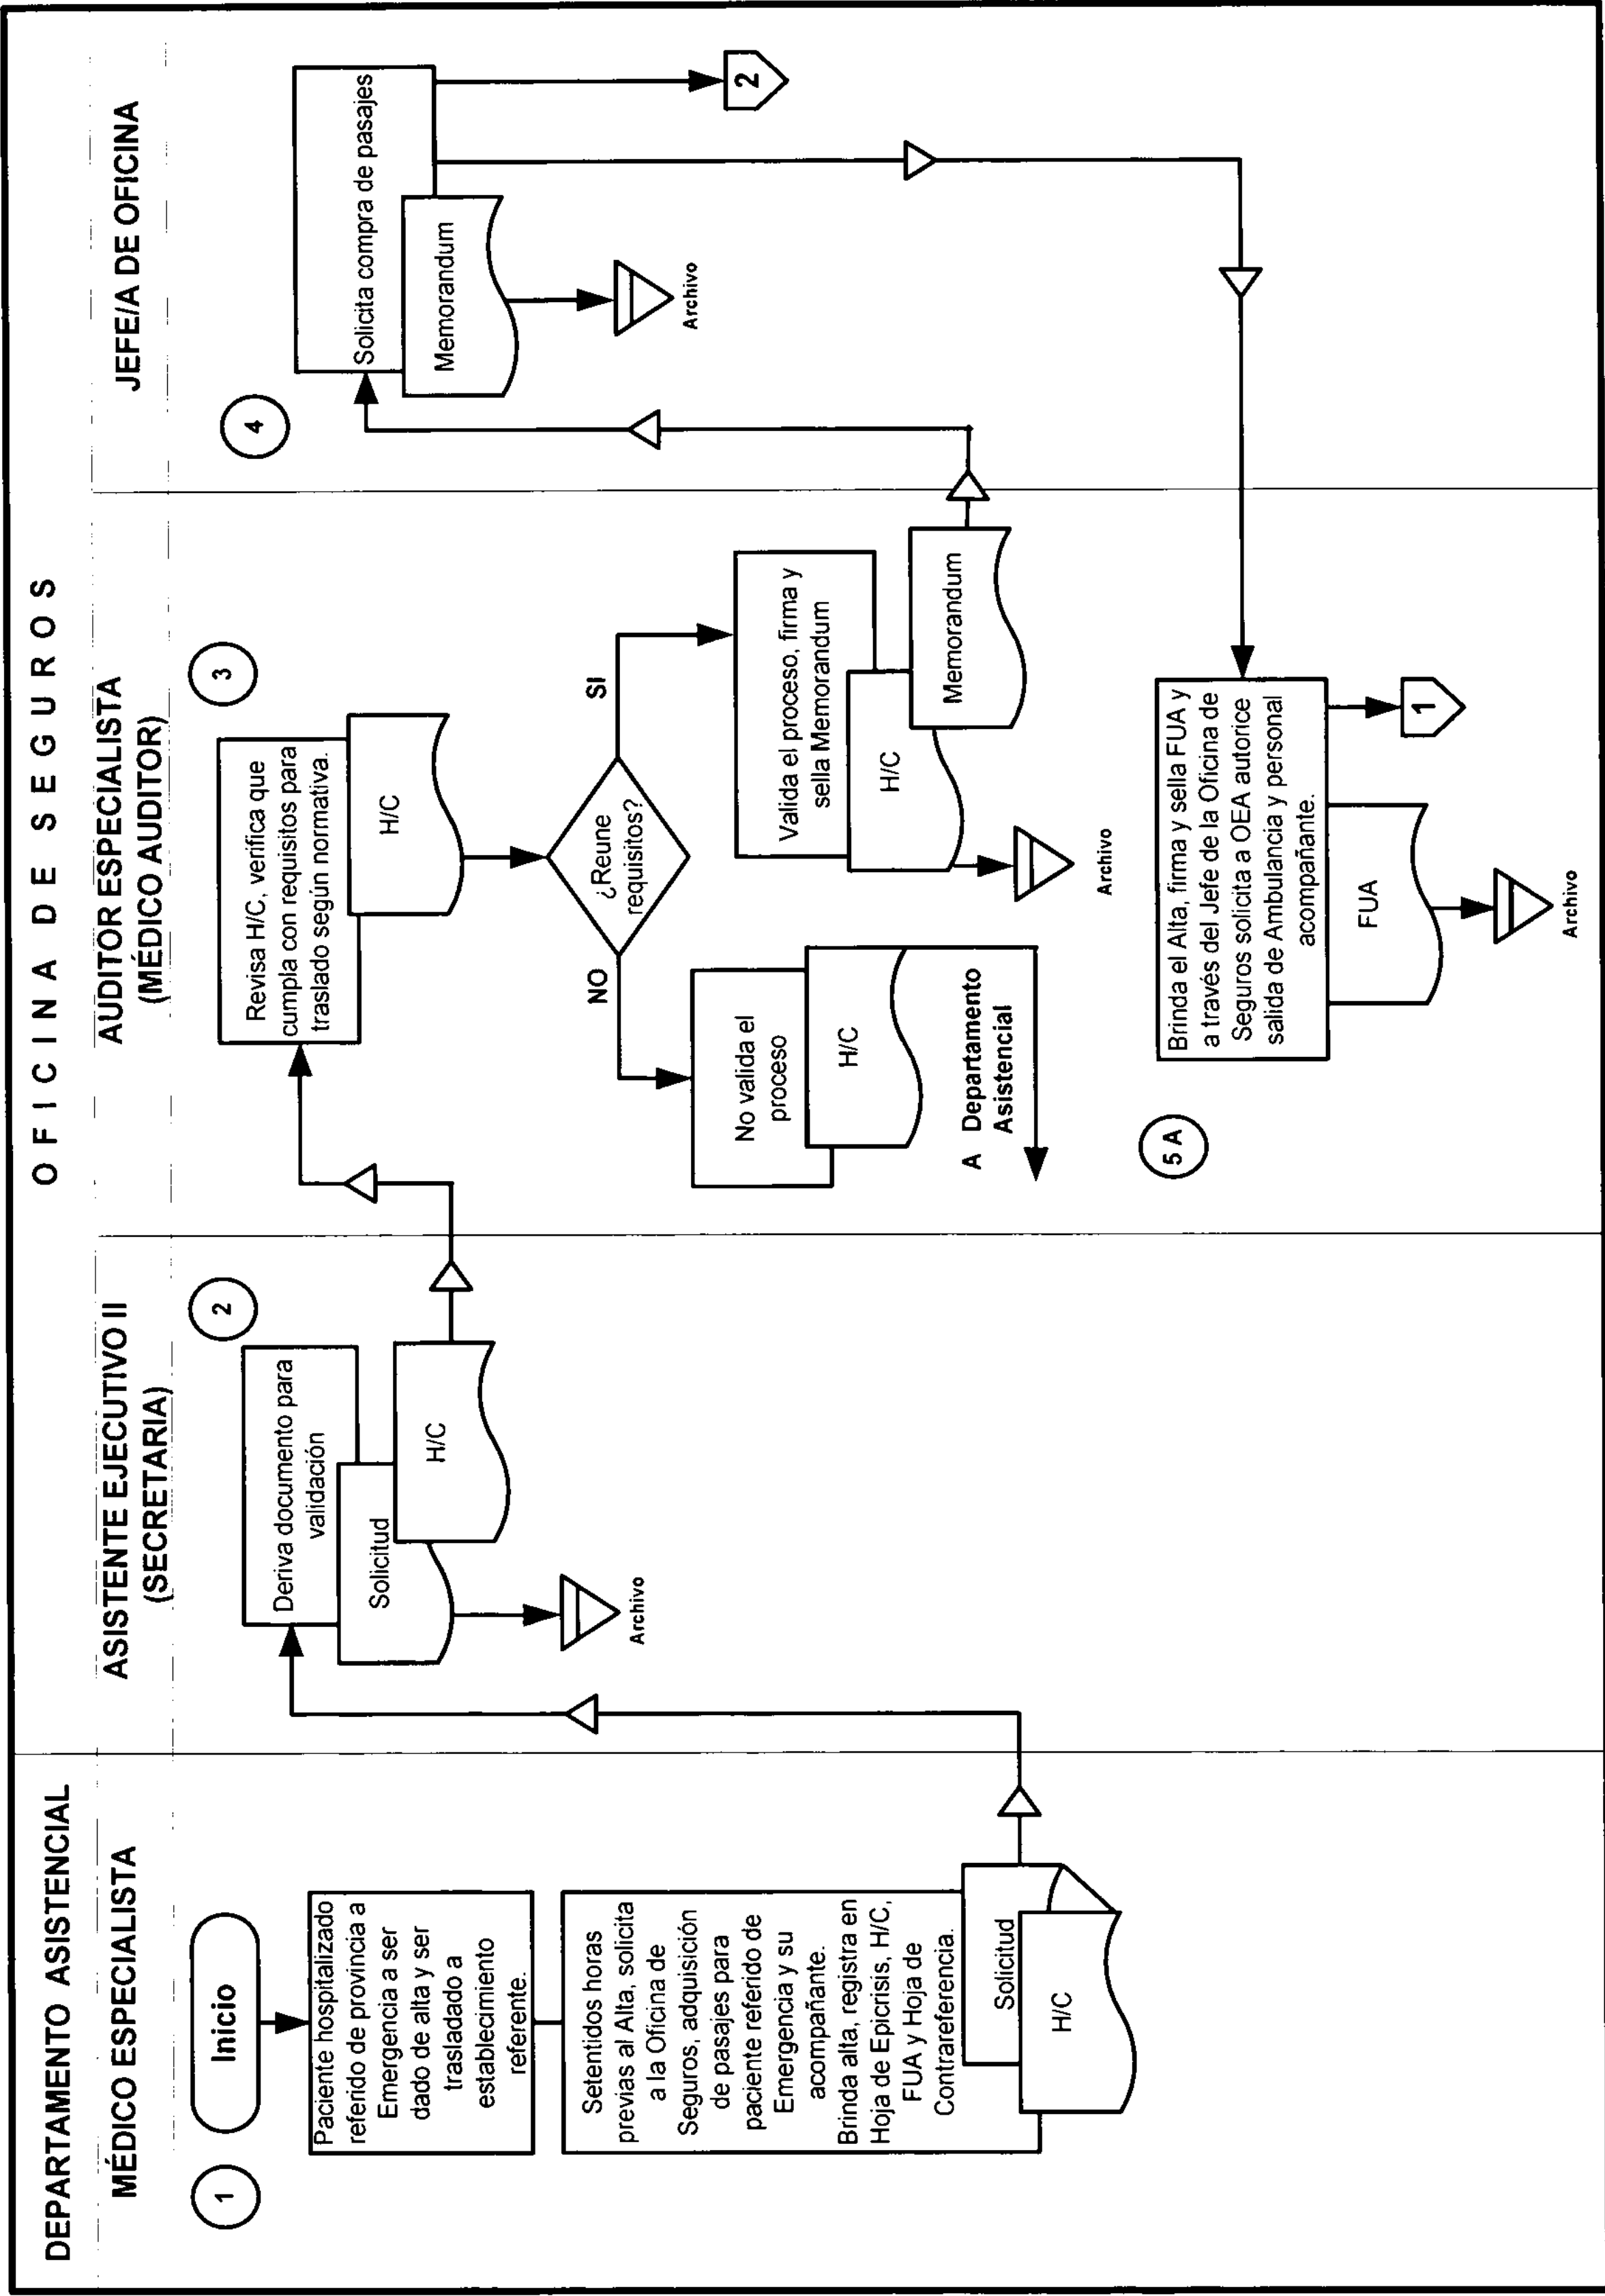 DEPARTAMENTO ASISTENCIAL
OFICINA DE SEGUROS
MÉDICO ESPECIALISTA
ASISTENTE EJECUTIVO II
(SECRETARIA)
AUDITOR ESPECIALISTA
(MÉDICO AUDITOR)
JEFE/A DE OFICINA
1
Inicio
Paciente hospitalizado
referido de provincia a
Emergencia a ser
dado de alta y ser
trasladado a
establecimiento
referente.
Setentidos horas
previas al Alta, solicita
a la Oficina de
Seguros, adquisición
de pasajes para
paciente referido de
Emergencia y su
acompañante.
Brinda alta, registra en
Hoja de Epicrisis, H/C,
FUA y Hoja de
Contrareferencia.
Solicitud
H/C
2
Deriva documento para
validación
Solicitud
H/C
Archivo
3
Revisa H/C, verifica que
cumpla con requisitos para
traslado según normativa.
H/C
¿Reune
requisitos?
NO
SI
No valida el
proceso
H/C
A Departamento
Asistencial
Valida el proceso, firma y
sella Memorandum
H/C
Memorandum
Archivo
4
Solicita compra de pasajes
Memorandum
Archivo
2
5 A
Brinda el Alta, firma y sella FUA y
a través del Jefe de la Oficina de
Seguros solicita a OEA autorice
salida de Ambulancia y personal
acompañante.
FUA
Archivo
1